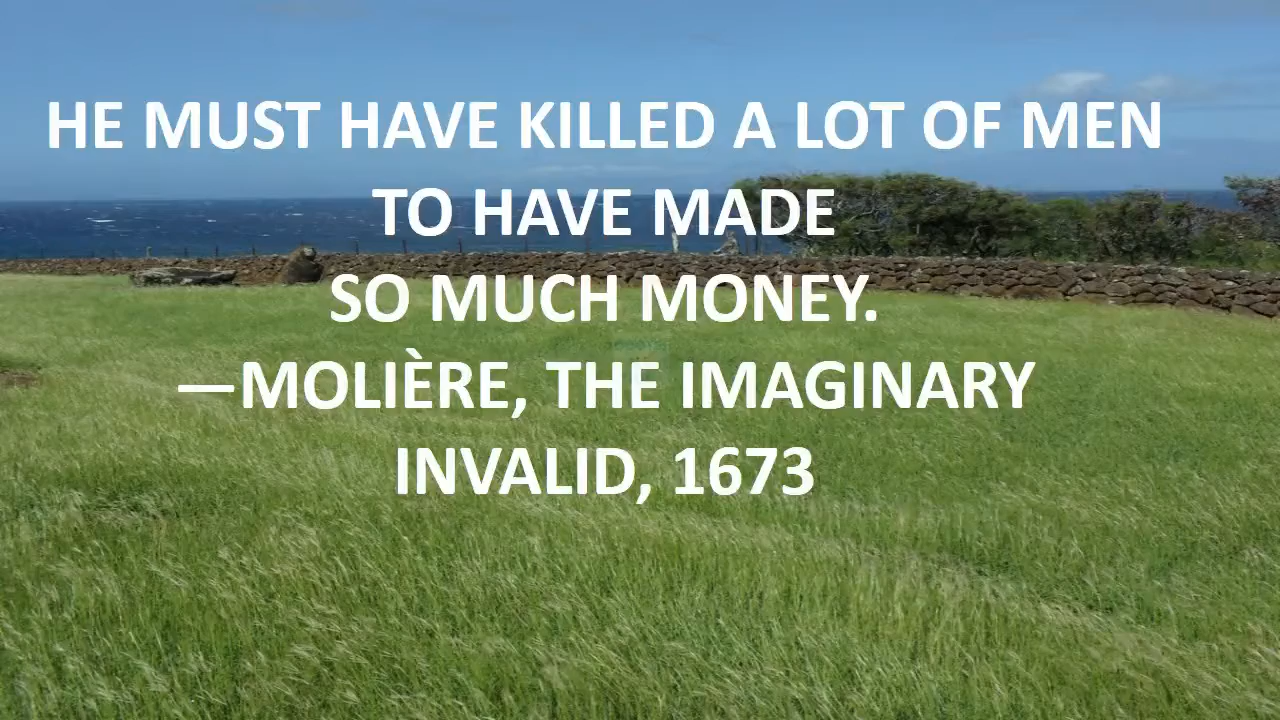 HE MUST HAVE KILLED A LOT OF MEN
TO HAVE MADE
SO MUCH MONEY.
—MOLIÈRE, THE IMAGINARY
INVALID, 1673